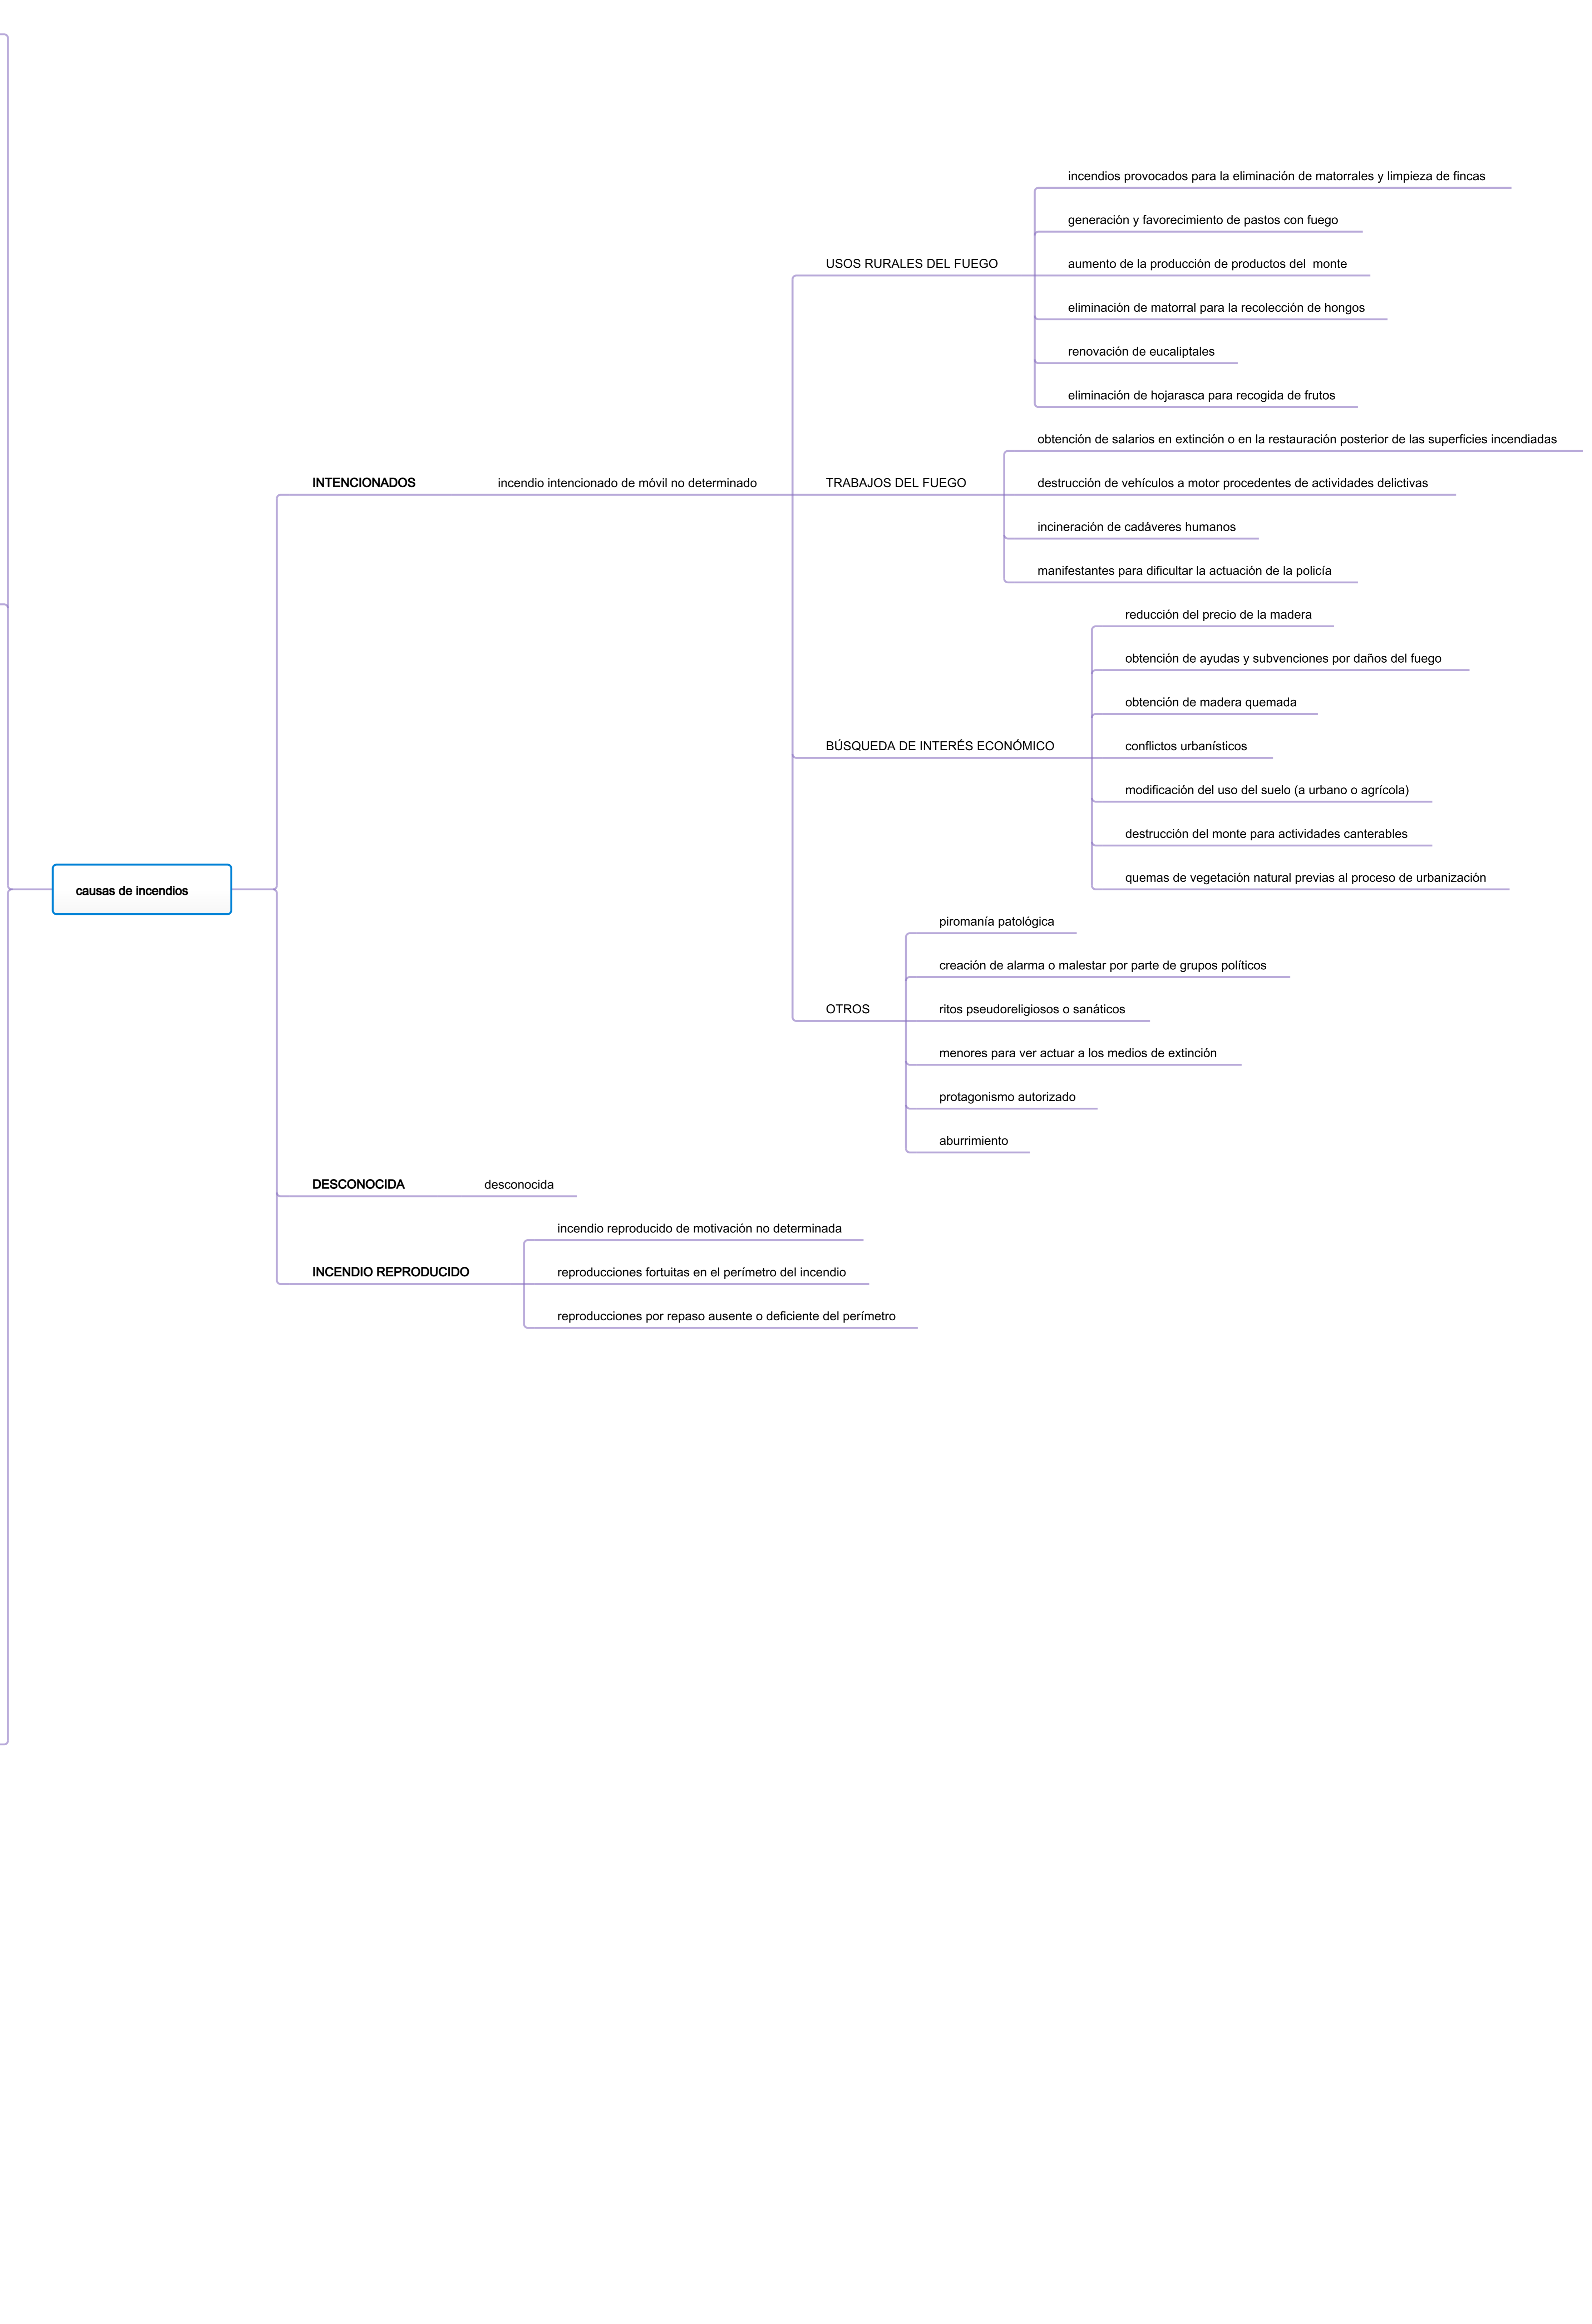 causas de incendios
INTENCIONADOS
incendio intencionado de móvil no determinado
USOS RURALES DEL FUEGO
incendios provocados para la eliminación de matorrales y limpieza de fincas
generación y favorecimiento de pastos con fuego
aumento de la producción de productos del  monte
eliminación de matorral para la recolección de hongos
renovación de eucaliptales
eliminación de hojarasca para recogida de frutos
TRABAJOS DEL FUEGO
obtención de salarios en extinción o en la restauración posterior de las superficies incendiadas
destrucción de vehículos a motor procedentes de actividades delictivas
incineración de cadáveres humanos
manifestantes para dificultar la actuación de la policía
BÚSQUEDA DE INTERÉS ECONÓMICO
reducción del precio de la madera
obtención de ayudas y subvenciones por daños del fuego
obtención de madera quemada
conflictos urbanísticos
modificación del uso del suelo (a urbano o agrícola)
destrucción del monte para actividades canterables
quemas de vegetación natural previas al proceso de urbanización
OTROS
piromanía patológica
creación de alarma o malestar por parte de grupos políticos
ritos pseudoreligiosos o sanáticos
menores para ver actuar a los medios de extinción
protagonismo autorizado
aburrimiento
DESCONOCIDA
desconocida
INCENDIO REPRODUCIDO
incendio reproducido de motivación no determinada
reproducciones fortuitas en el perímetro del incendio
reproducciones por repaso ausente o deficiente del perímetro